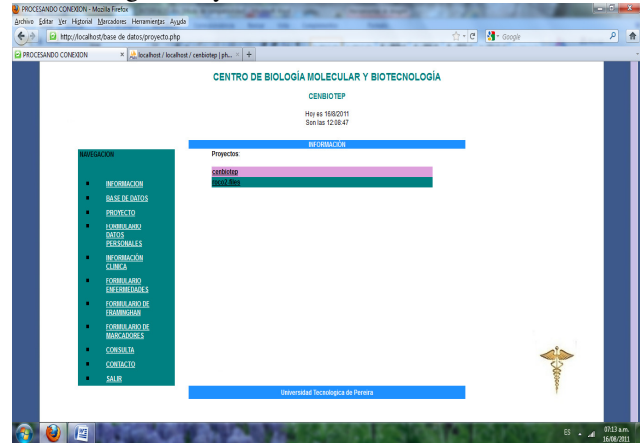 PROCESANDO CONEXION - Mozilla Firefox
Archivo Editar Ver Historial Marcadores Herramientas Ayuda
http://localhost/base de datos/proyecto.php
Google
PROCESANDO CONEXION
localhost / localhost / cenbiotep | ph...
CENTRO DE BIOLOGÍA MOLECULAR Y BIOTECNOLOGÍA
CENBIOTEP
Hoy es 16/8/2011
Son las 12:08:47
INFORMACIÓN
NAVEGACION
Proyectos:
cenbiotep
INFORMACION
BASE DE DATOS
PROYECTO
FORMULARIO
DATOS
PERSONALES
INFORMACIÓN
CLINICA
FORMULARIO
ENFERMEDADES
FORMULARIO DE
FRAMINGHAN
FORMULARIO DE
MARCADORES
CONSULTA
CONTACTO
SALIR
Universidad Tecnologica de Pereira
ES
07:13 a.m.
16/08/2011